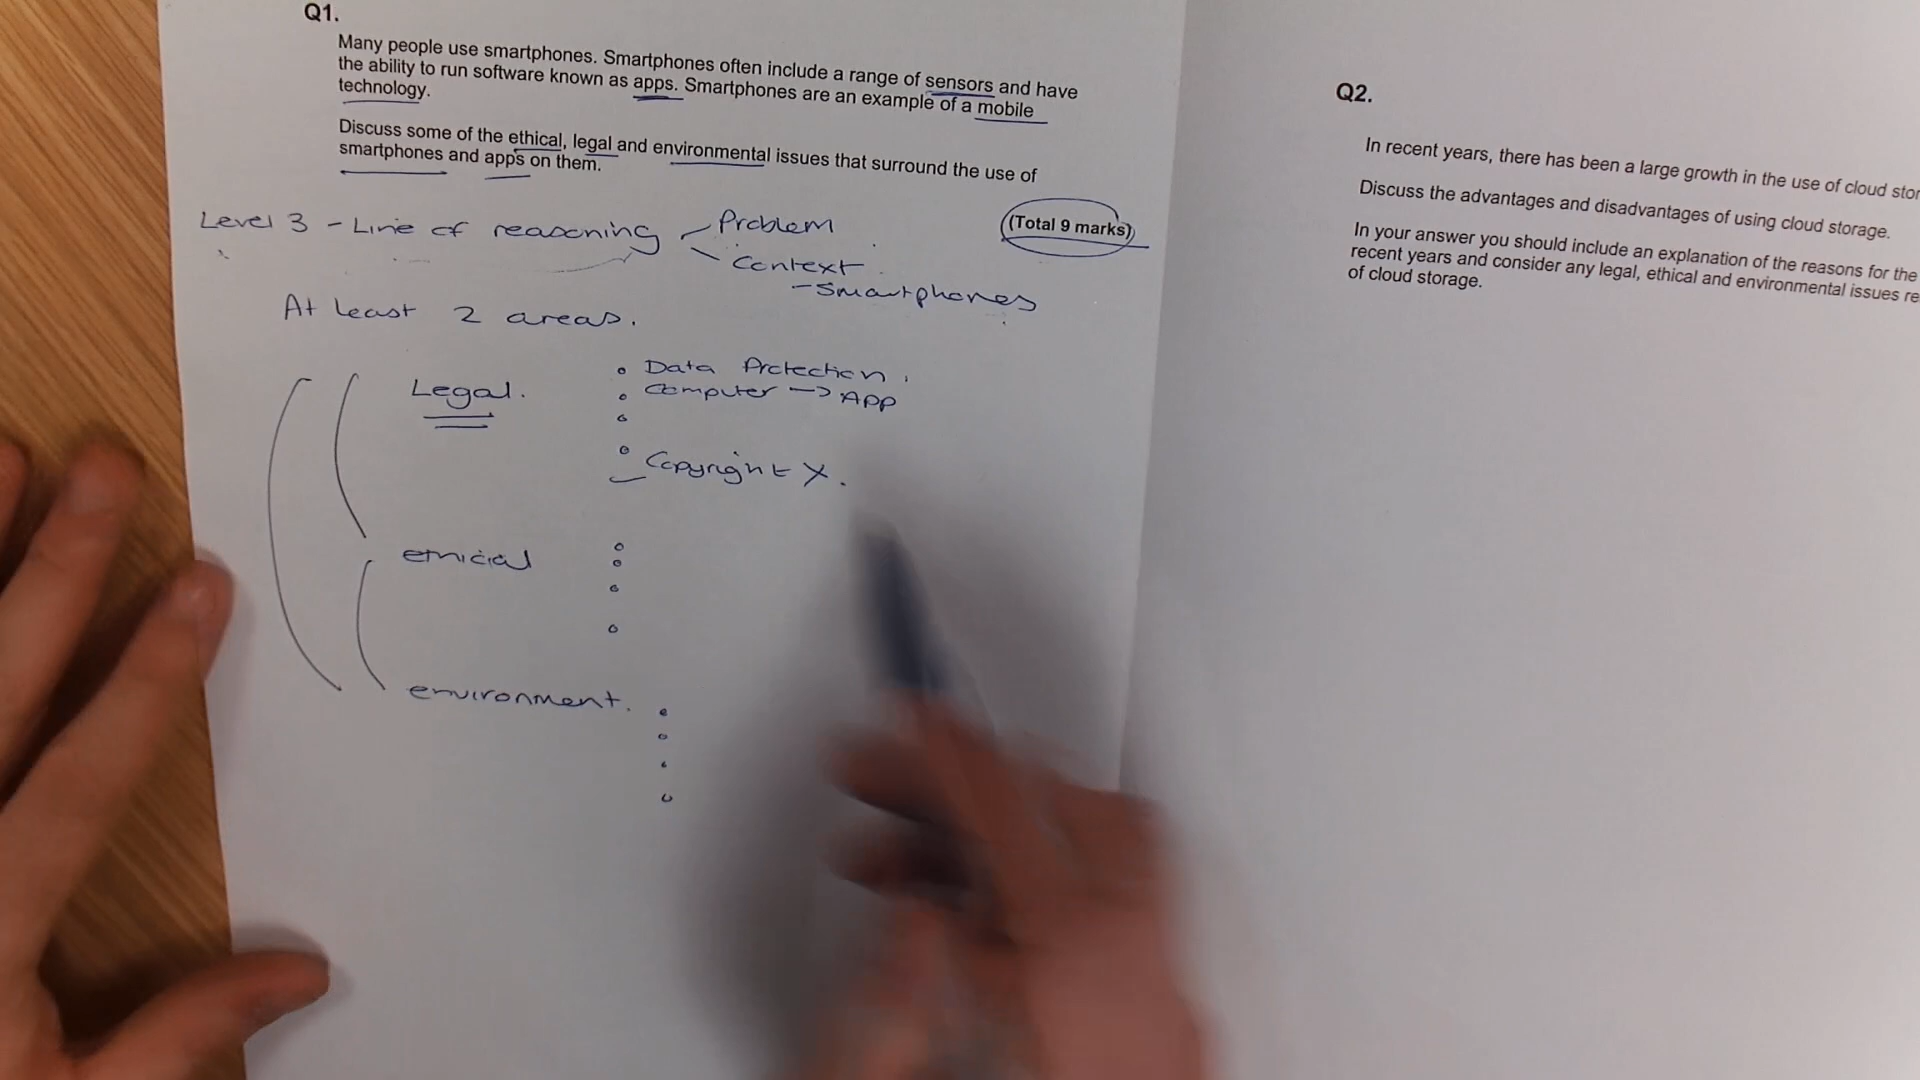 Q1.
Many people use smartphones. Smartphones often include a range of sensors and have
the ability to run software known as apps. Smartphones are an example of a mobile
technology.
Discuss some of the ethical, legal and environmental issues that surround the use of
smartphones and apps on them.
(Total 9 marks)
Level 3 - Line of reasoning
Problem
Context
- Smartphones
At least 2 areas.
Legal.
Data Protection.
Computer -> App
Copyright X.
ethicial
environment.
Q2.
In recent years, there has been a large growth in the use of cloud
Discuss the advantages and disadvantages of using cloud storage.
In your answer you should include an explanation of the reasons for the
recent years and consider any legal, ethical and environmental issues
of cloud storage.